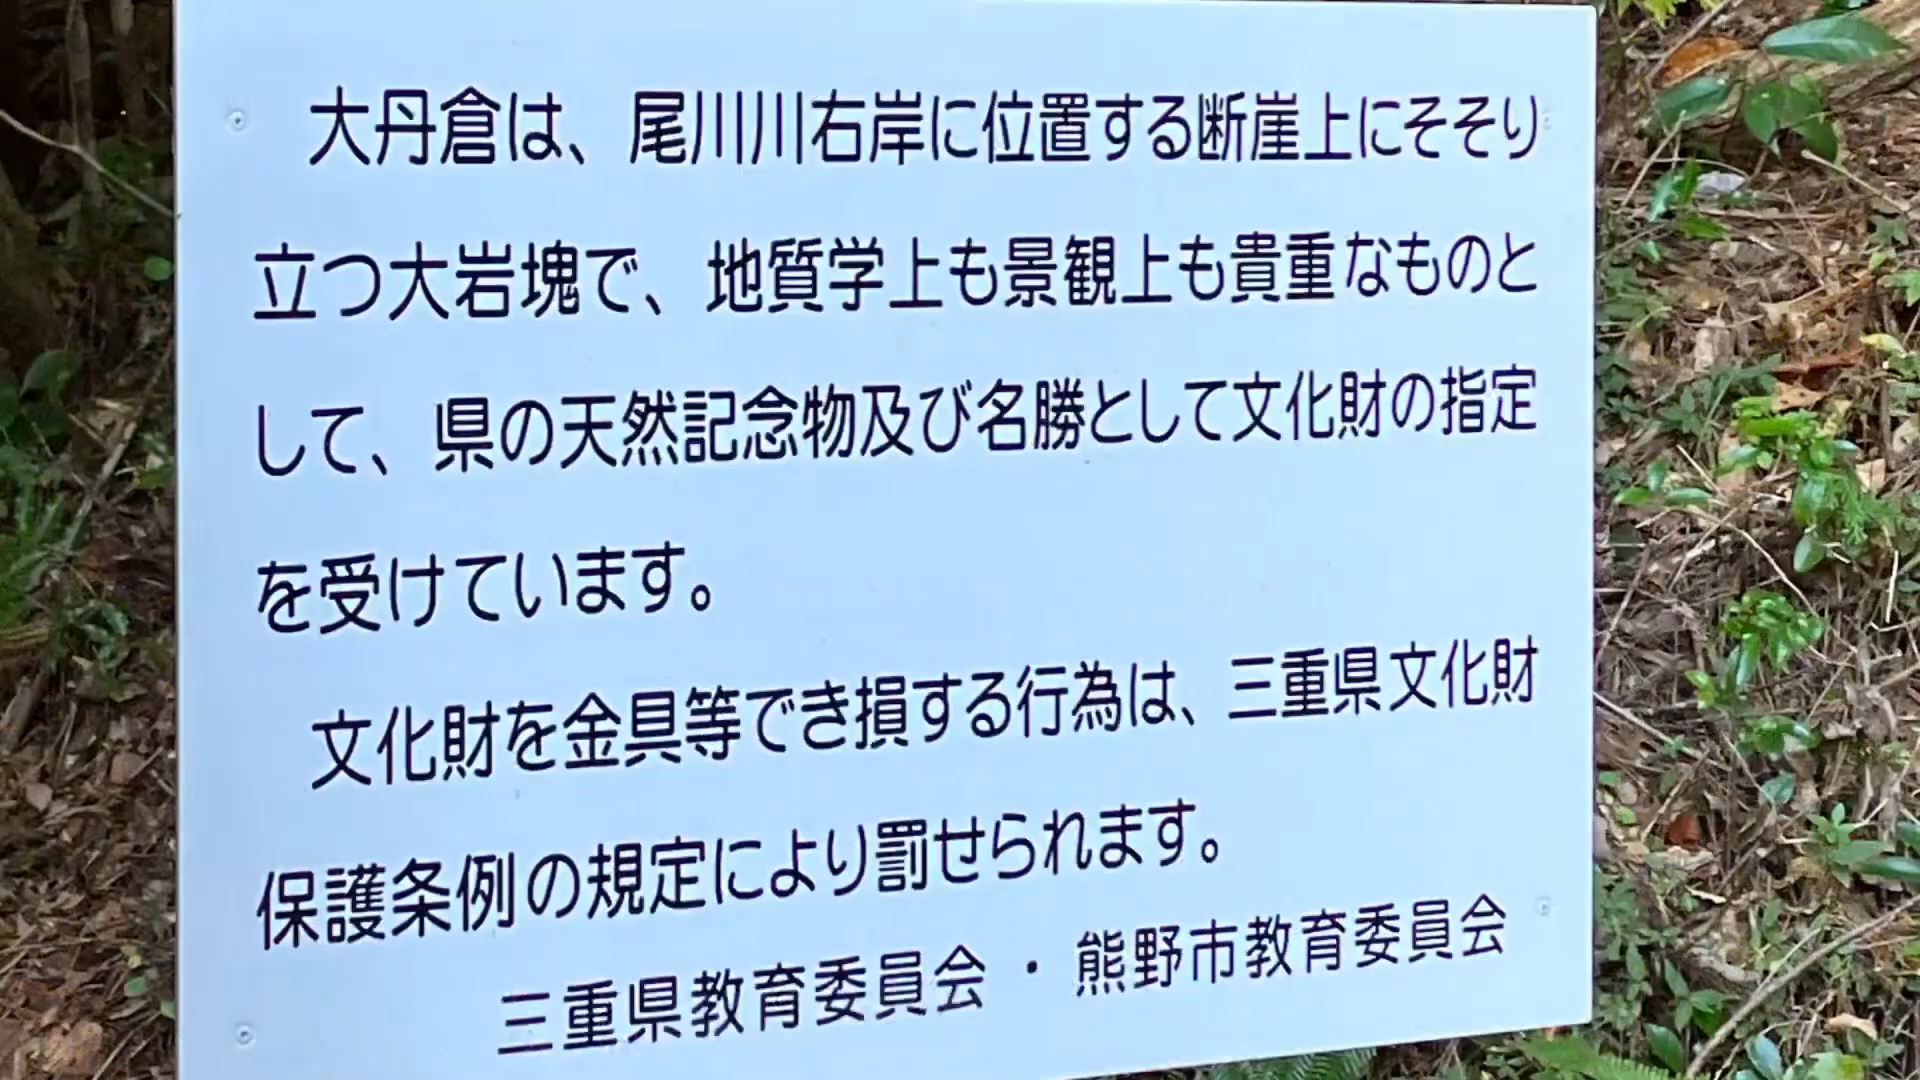 大丹倉は、尾川川右岸に位置する断崖上にそそり
立つ大岩塊で、地質学上も景観上も貴重なものと
して、県の天然記念物及び名勝として文化財の指定
を受けています。
文化財を金具等でき損する行為は、三重県文化財
保護条例の規定により罰せられます。
三重県教育委員会・熊野市教育委員会